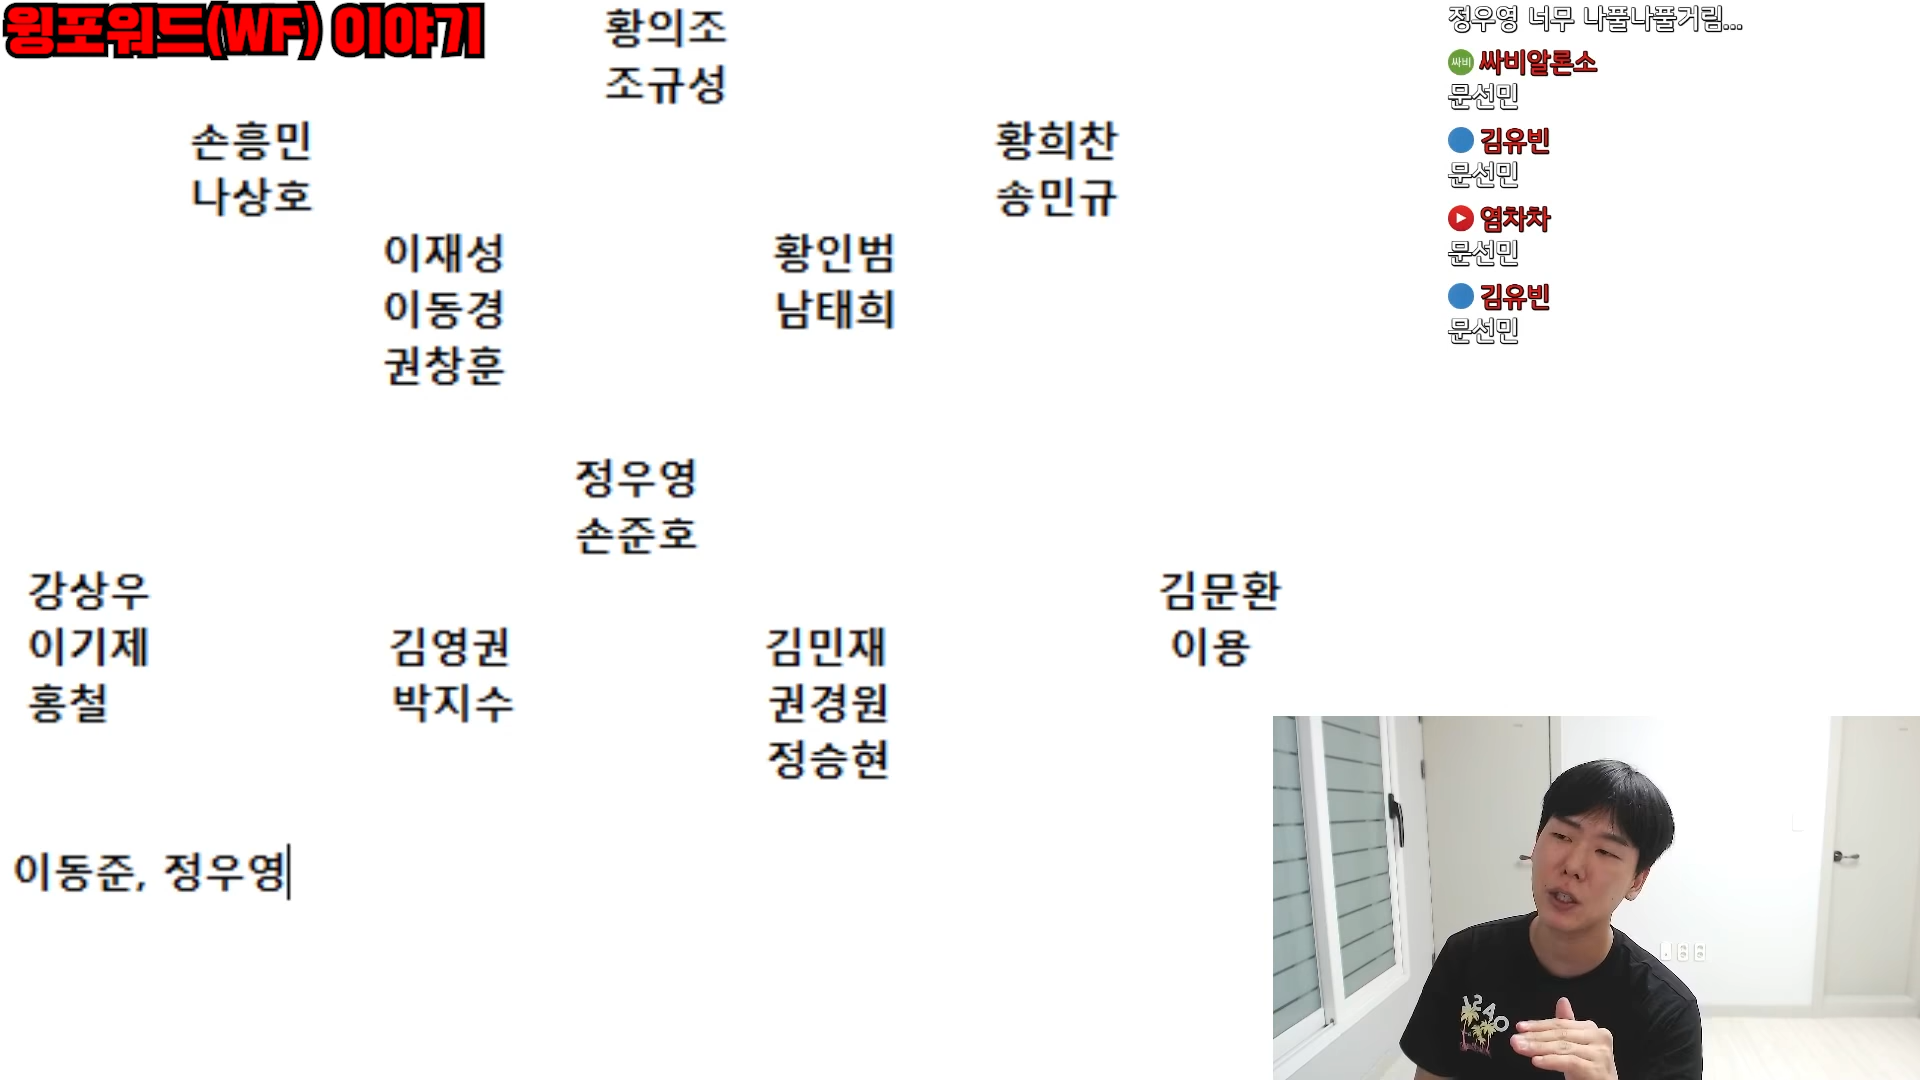 윙포워드(WF) 이야기
황의조
조규성
손흥민 황희찬
나상호 송민규
이재성 황인범
이동경 남태희
권창훈
정우영
손준호
강상우 김문환
이기제 김영권 김민재 이용
홍철 박지수 권경원
정승현
이동준, 정우영
정우영 너무 나풀나풀거림...
싸비 싸비알론소
문선민
김유빈
문선민
염차차
문선민
김유빈
문선민
1240